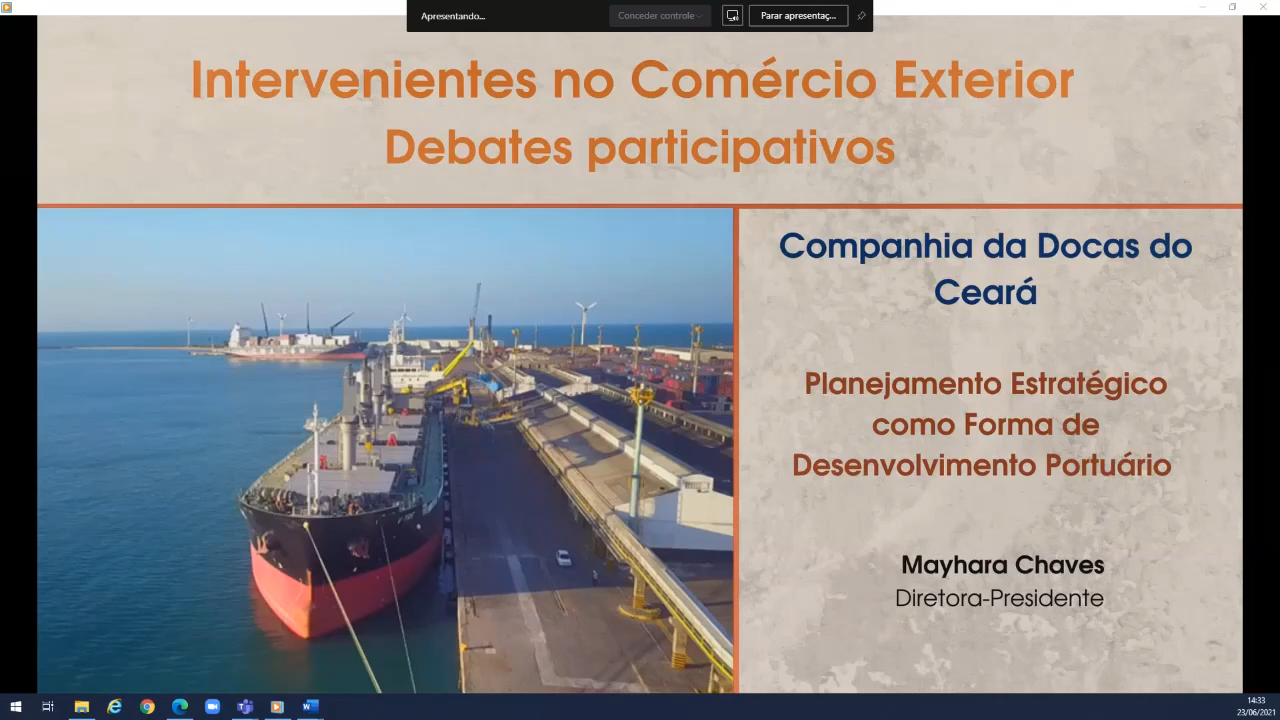 Apresentando...
Conceder controle
Parar apresentaç...
Intervenientes no Comércio Exterior
Debates participativos
Companhia da Docas do
Ceará
Planejamento Estratégico
como Forma de
Desenvolvimento Portuário
Mayhara Chaves
Diretora-Presidente
14:33
23/06/2021